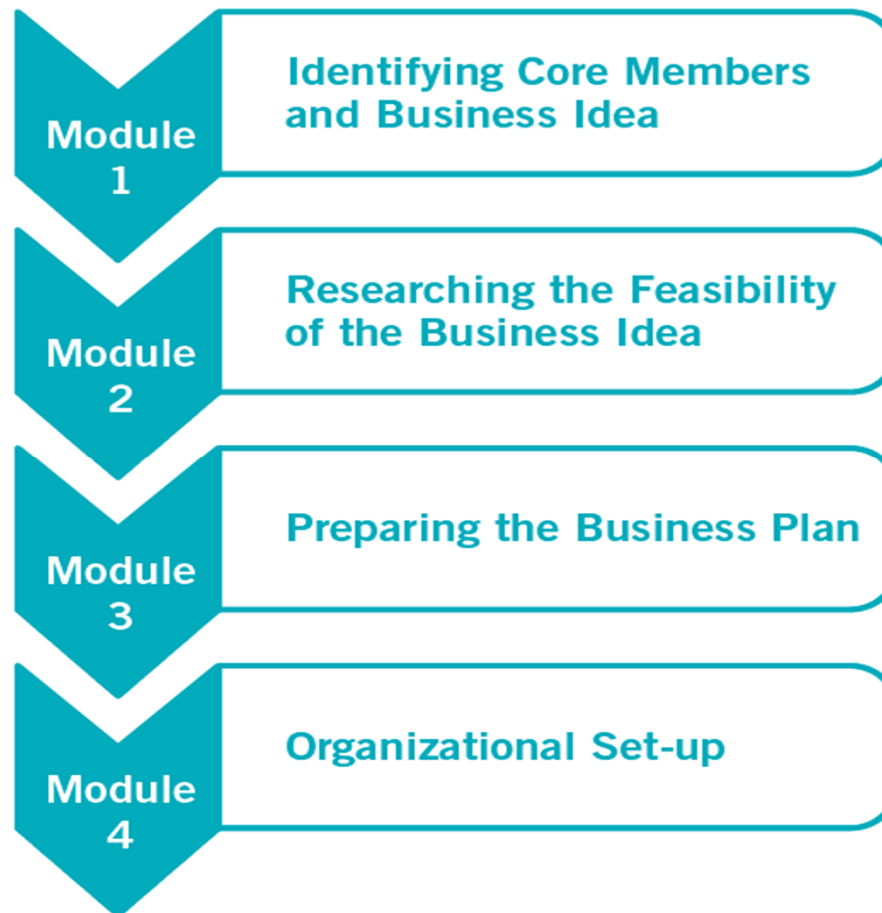 Module
1
Identifying Core Members
and Business Idea
Module
2
Researching the Feasibility
of the Business Idea
Module
3
Preparing the Business Plan
Module
4
Organizational Set-up